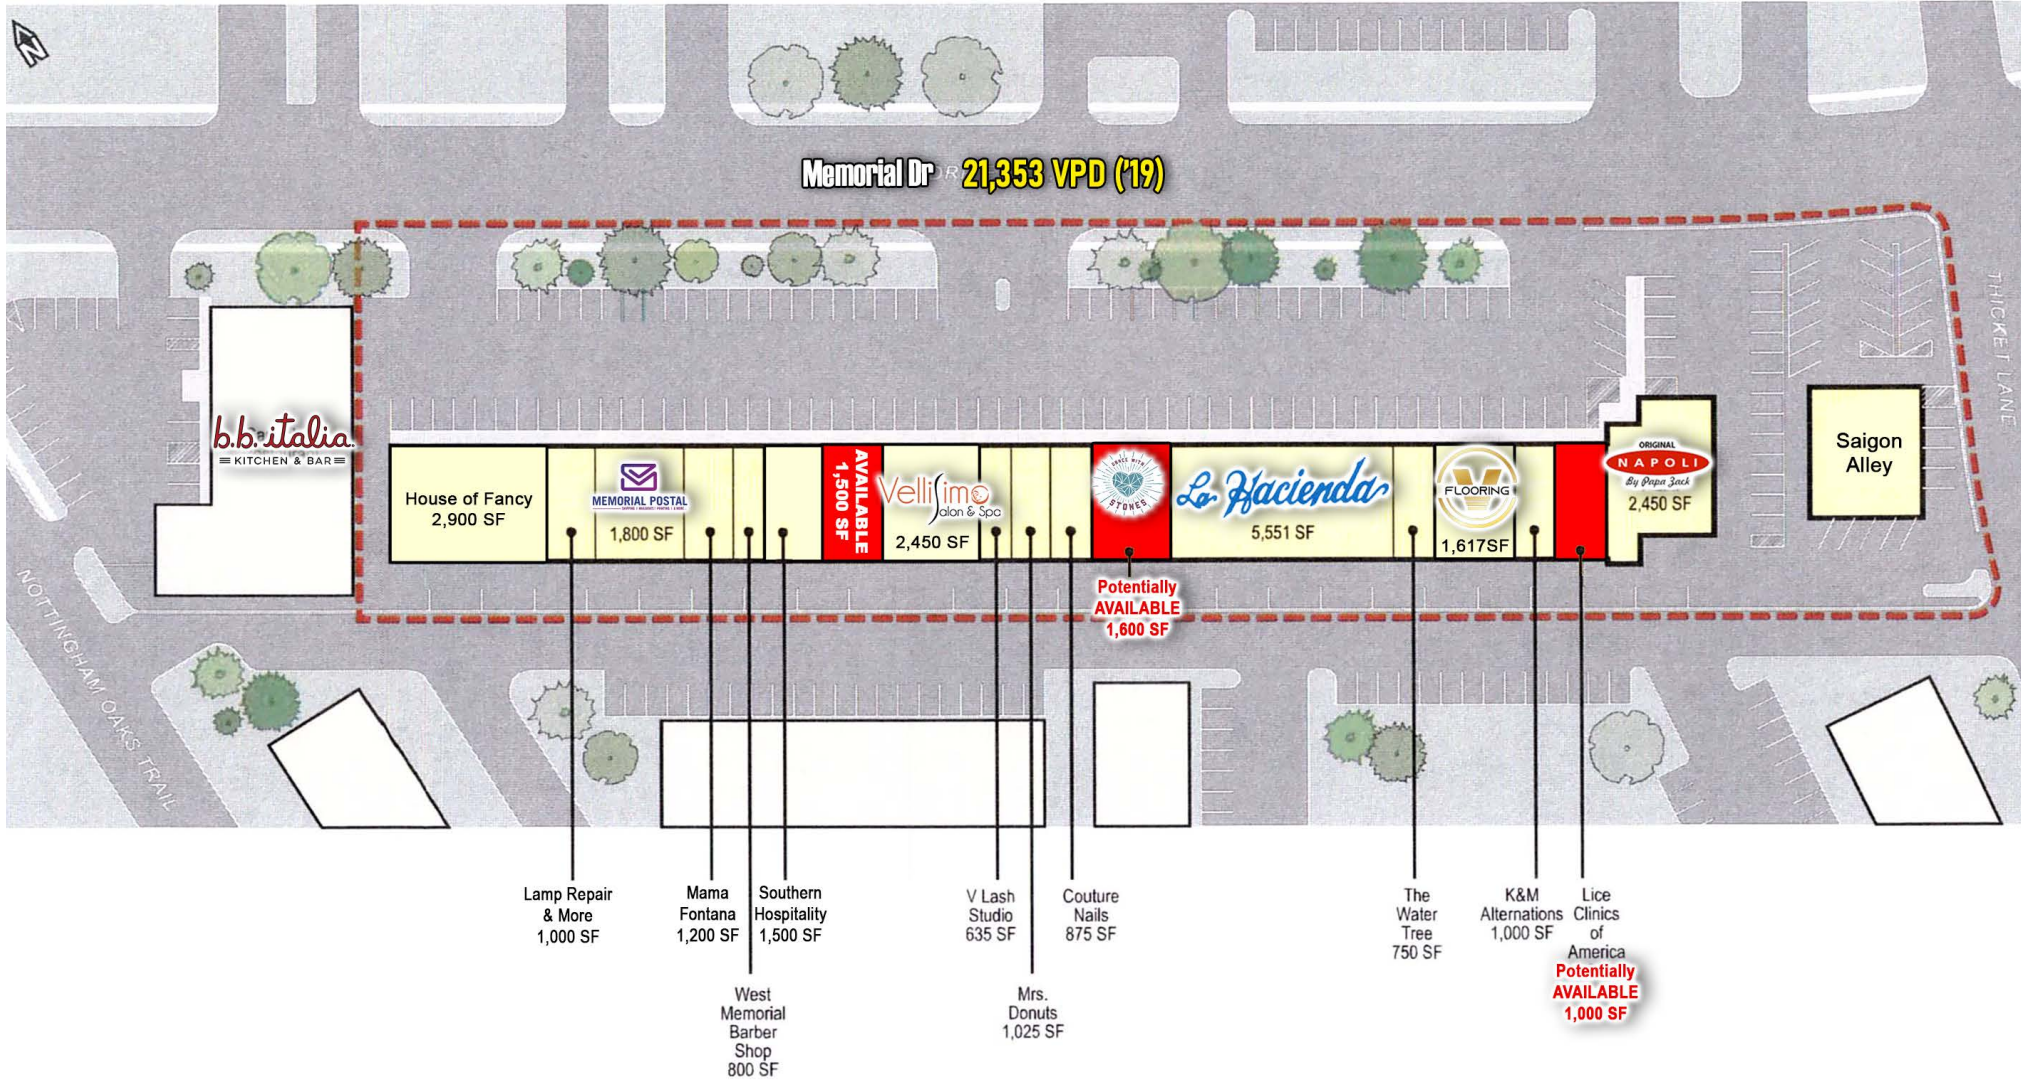 N
Memorial Dr 21,353 VPD ('19)
THICKET LANE
b.b.italia
KITCHEN & BAR
House of Fancy
2,900 SF
MEMORIAL POSTAL
1,800 SF
AVAILABLE
1,500 SF
Vellisimo
Salon & Spa
2,450 SF
DANCE WITH
STONES
La Hacienda
5,551 SF
V
FLOORING
1,617SF
ORIGINAL
NAPOLI
By Papa Zack
2,450 SF
Saigon
Alley
Potentially
AVAILABLE
1,600 SF
NOTTINGHAM OAKS TRAIL
Lamp Repair
& More
1,000 SF
Mama
Fontana
1,200 SF
Southern
Hospitality
1,500 SF
V Lash
Studio
635 SF
Couture
Nails
875 SF
The
Water
Tree
750 SF
K&M
Alternations
1,000 SF
Lice
Clinics
of
America
Potentially
AVAILABLE
1,000 SF
West
Memorial
Barber
Shop
800 SF
Mrs.
Donuts
1,025 SF